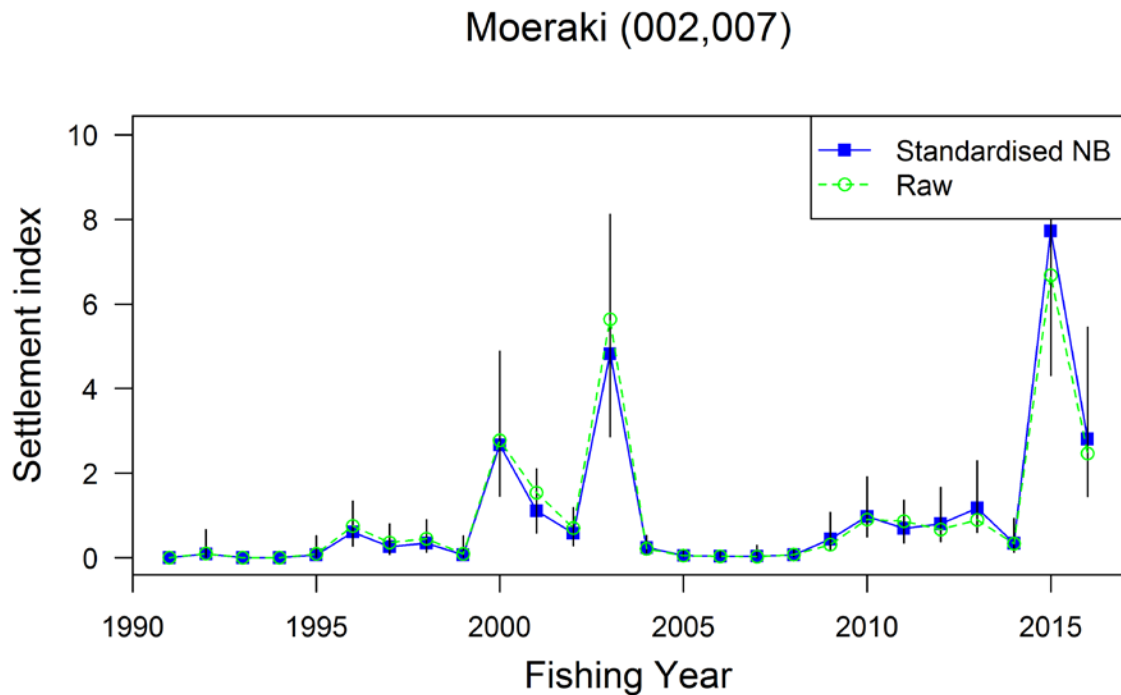 Moeraki (002,007)
Settlement index
10
8
6
4
2
0
Standardised NB
Raw
1990 1995 2000 2005 2010 2015
Fishing Year